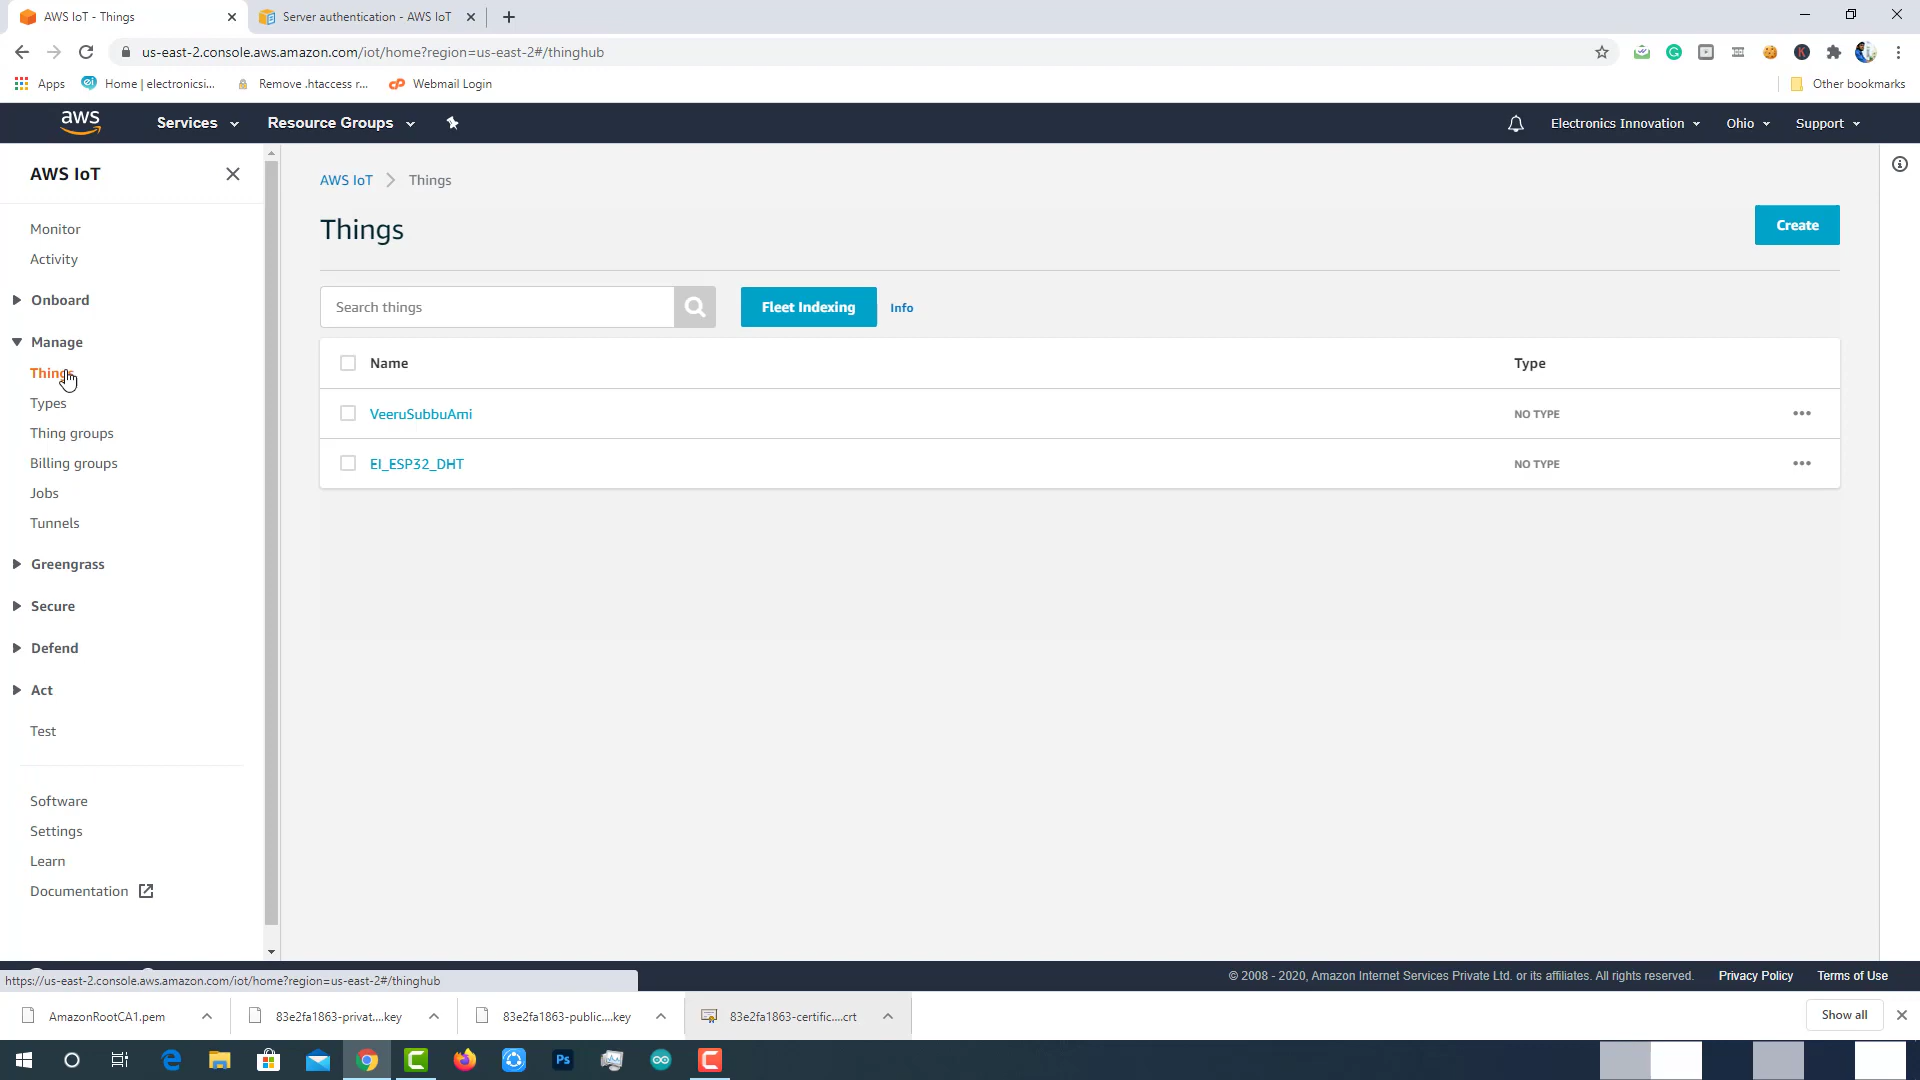 AWS IoT - Things
Server authentication - AWS IoT
us-east-2.console.aws.amazon.com/iot/home?region=us-east-2#/thinghub
Apps
Home | electronicsi...
Remove .htaccess r...
Webmail Login
Other bookmarks
aws
Services
Resource Groups
Electronics Innovation
Ohio
Support
AWS IoT
Monitor
Activity
Onboard
Manage
Things
Types
Thing groups
Billing groups
Jobs
Tunnels
Greengrass
Secure
Defend
Act
Test
Software
Settings
Learn
Documentation
AWS IoT > Things
Things
Create
Search things
Fleet Indexing
Info
Name
Type
VeeruSubbuAmi
NO TYPE
EI_ESP32_DHT
NO TYPE
https://us-east-2.console.aws.amazon.com/iot/home?region=us-east-2#/thinghub
© 2008 - 2020, Amazon Internet Services Private Ltd. or its affiliates. All rights reserved.
Privacy Policy
Terms of Use
AmazonRootCA1.pem
83e2fa1863-privat....key
83e2fa1863-public....key
83e2fa1863-certific....crt
Show all
Ps